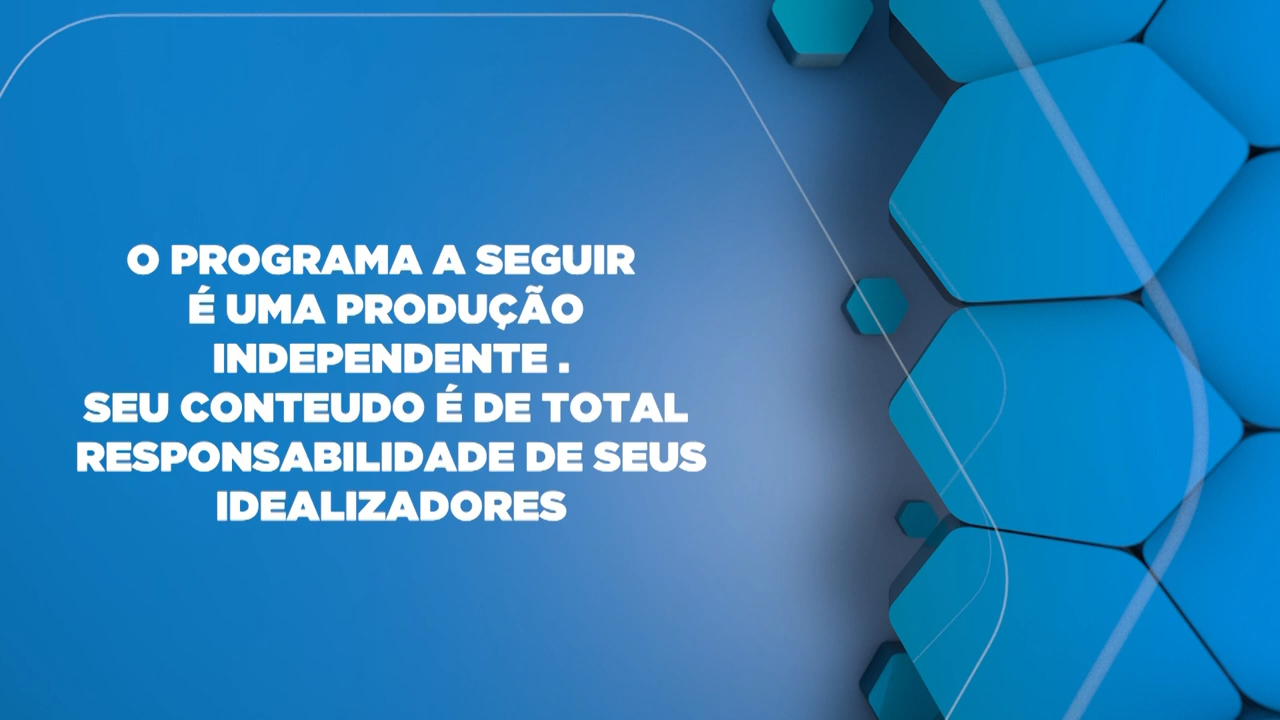 O PROGRAMA A SEGUIR
É UMA PRODUÇÃO
INDEPENDENTE .
SEU CONTEUDO É DE TOTAL
RESPONSABILIDADE DE SEUS
IDEALIZADORES